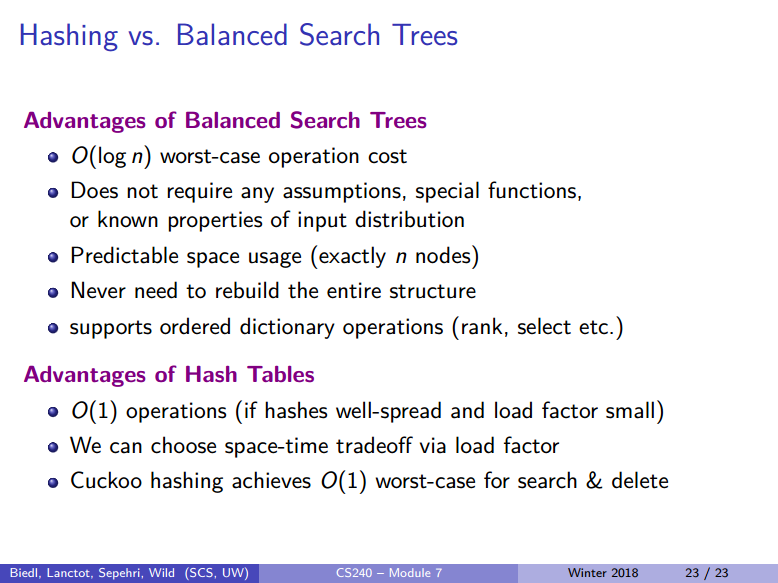 Hashing vs. Balanced Search Trees
Advantages of Balanced Search Trees
O(log n) worst-case operation cost
Does not require any assumptions, special functions,
or known properties of input distribution
Predictable space usage (exactly n nodes)
Never need to rebuild the entire structure
supports ordered dictionary operations (rank, select etc.)
Advantages of Hash Tables
O(1) operations (if hashes well-spread and load factor small)
We can choose space-time tradeoff via load factor
Cuckoo hashing achieves O(1) worst-case for search & delete
Biedl, Lanctot, Sepehri, Wild (SCS, UW) CS240 – Module 7 Winter 2018 23 / 23